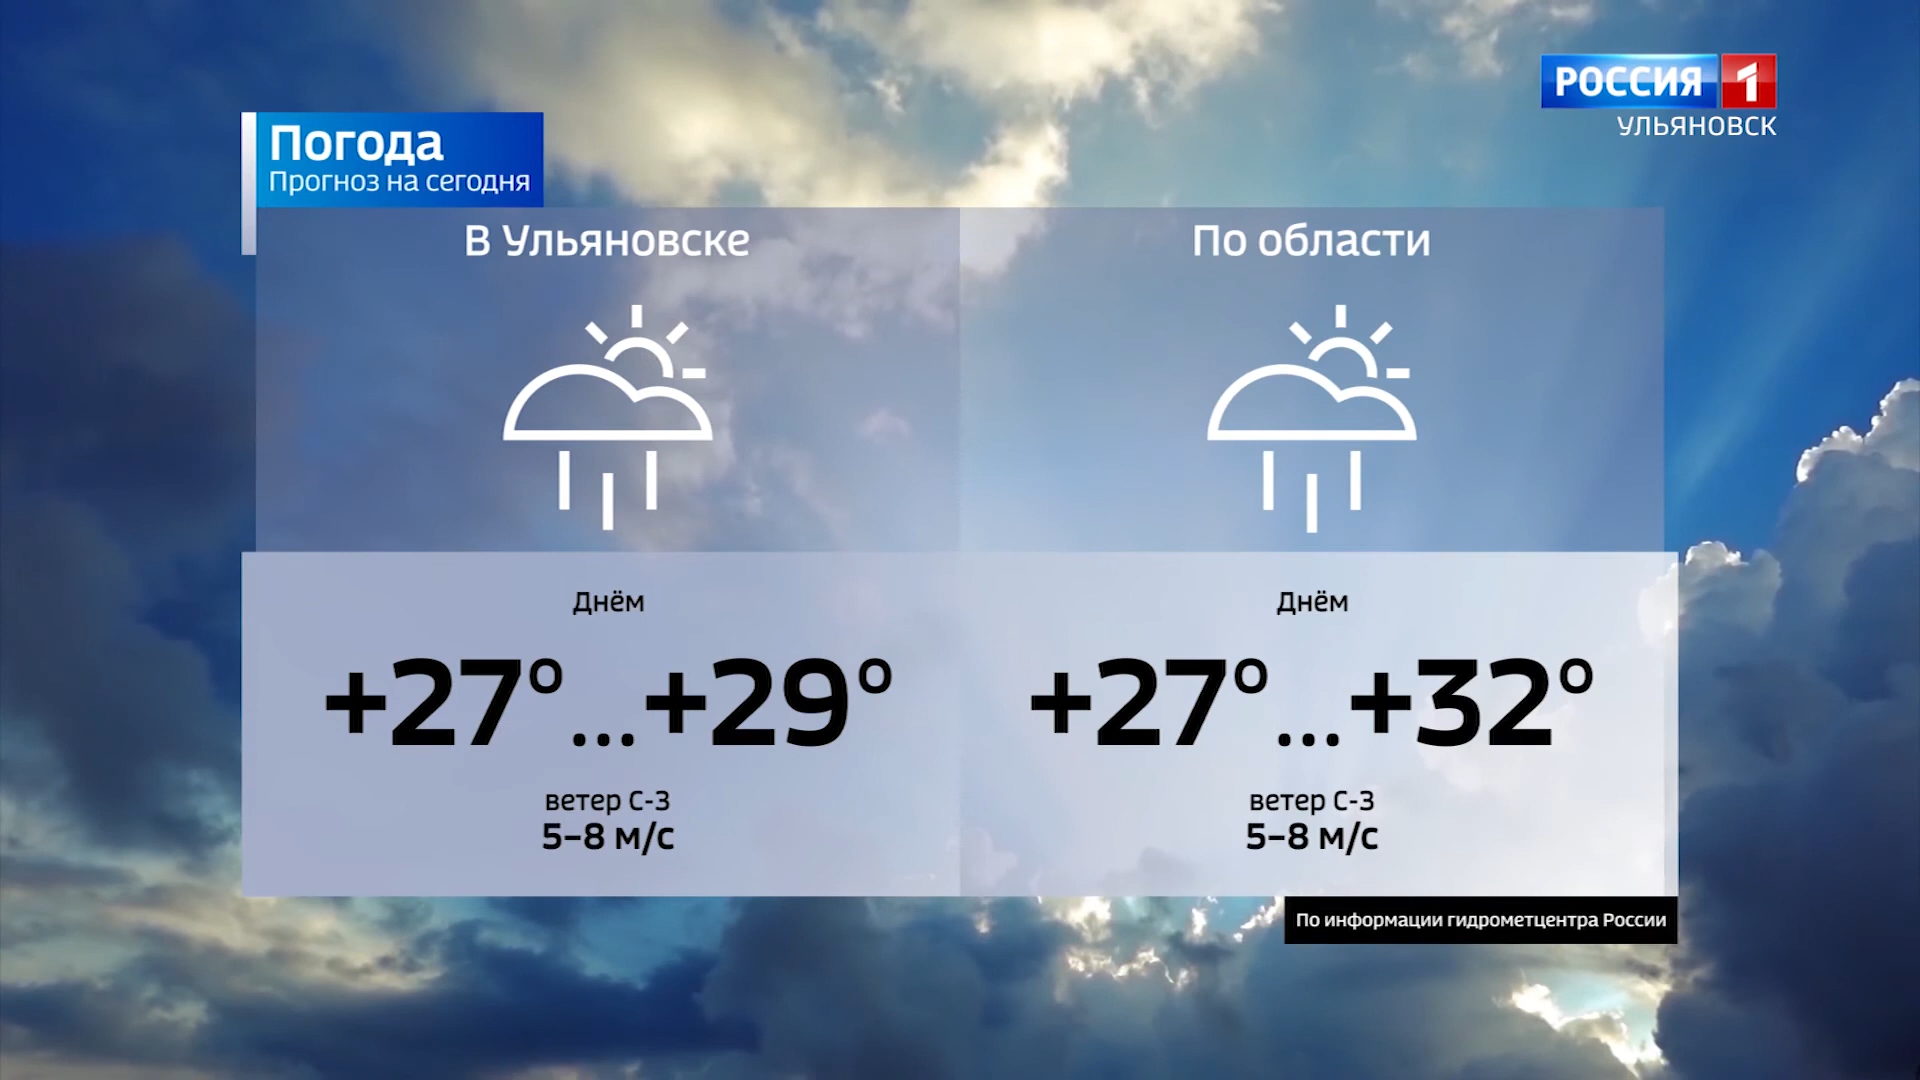 РОССИЯ 1
УЛЬЯНОВСК
Погода
Прогноз на сегодня
В Ульяновске
Днём
+27°...+29°
ветер С-З
5–8 м/с
По области
Днём
+27°...+32°
ветер С-З
5–8 м/с
По информации гидрометцентра России